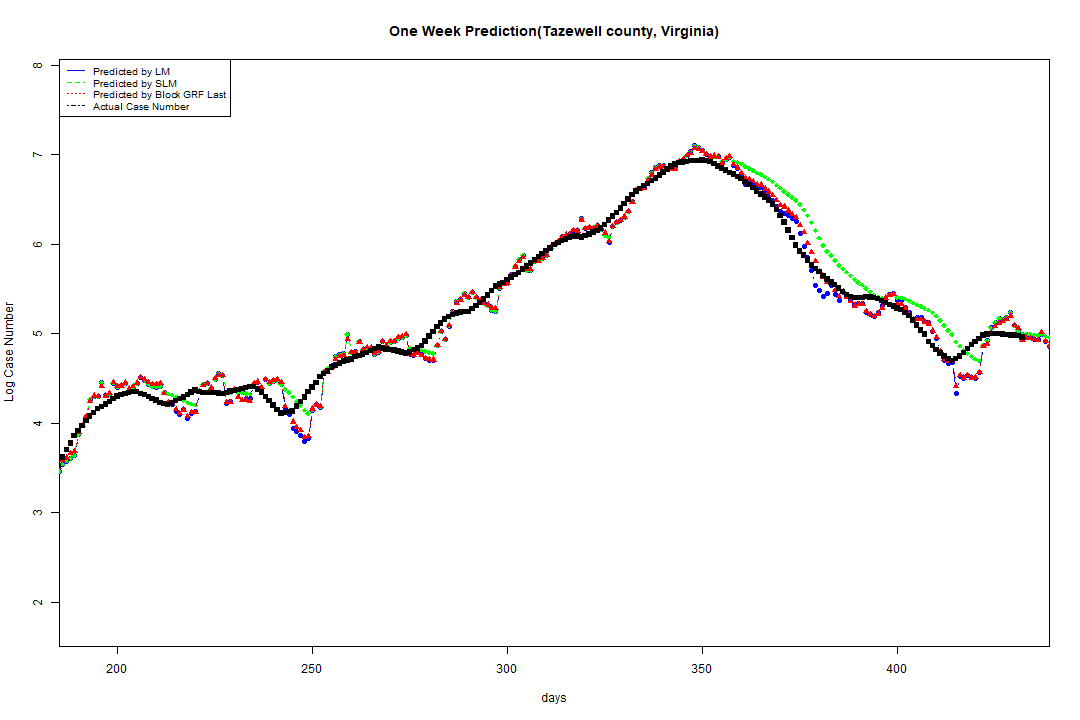 One Week Prediction(Tazewell county, Virginia)
Predicted by LM
Predicted by SLM
Predicted by Block GRF Last
Actual Case Number
Log Case Number
8
7
6
5
4
3
2
200 250 300 350 400
days